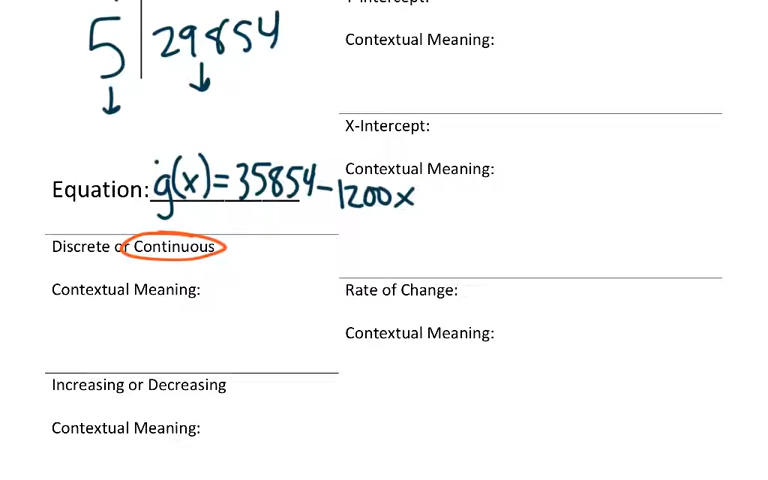 5 29854
Equation: g(x) = 35854 - 1200x
Discrete or Continuous
Contextual Meaning:
Increasing or Decreasing
Contextual Meaning:
Contextual Meaning:
X-Intercept:
Contextual Meaning:
Rate of Change:
Contextual Meaning: